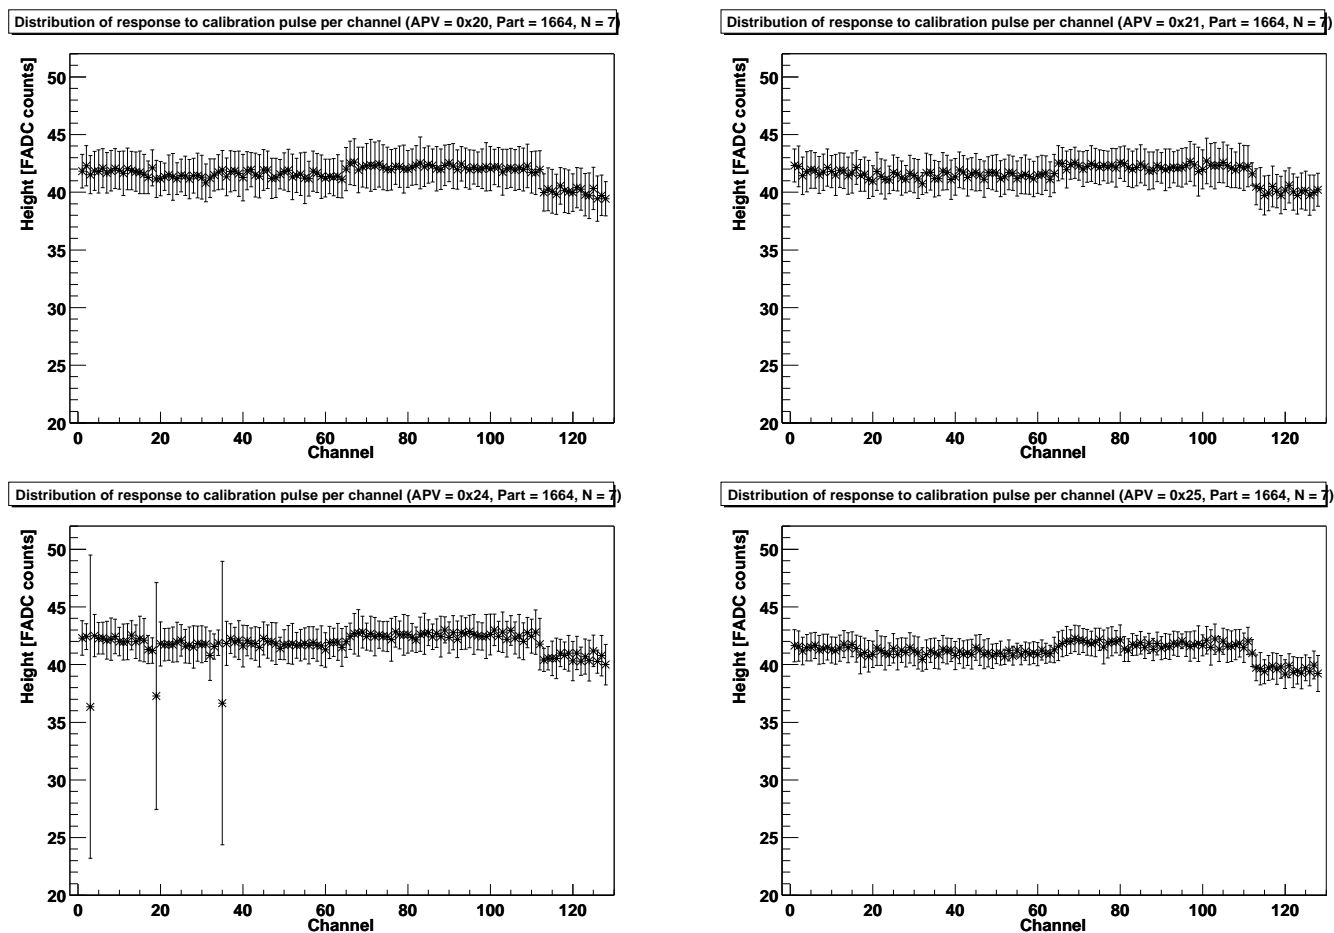 Distribution of response to calibration pulse per channel (APV = 0x20, Part = 1664, N = 7)
Height [FADC counts]
50
45
40
35
30
25
20
0 20 40 60 80 100 120
Channel
Distribution of response to calibration pulse per channel (APV = 0x21, Part = 1664, N = 7)
Height [FADC counts]
50
45
40
35
30
25
20
0 20 40 60 80 100 120
Channel
Distribution of response to calibration pulse per channel (APV = 0x24, Part = 1664, N = 7)
Height [FADC counts]
50
45
40
35
30
25
20
0 20 40 60 80 100 120
Channel
Distribution of response to calibration pulse per channel (APV = 0x25, Part = 1664, N = 7)
Height [FADC counts]
50
45
40
35
30
25
20
0 20 40 60 80 100 120
Channel